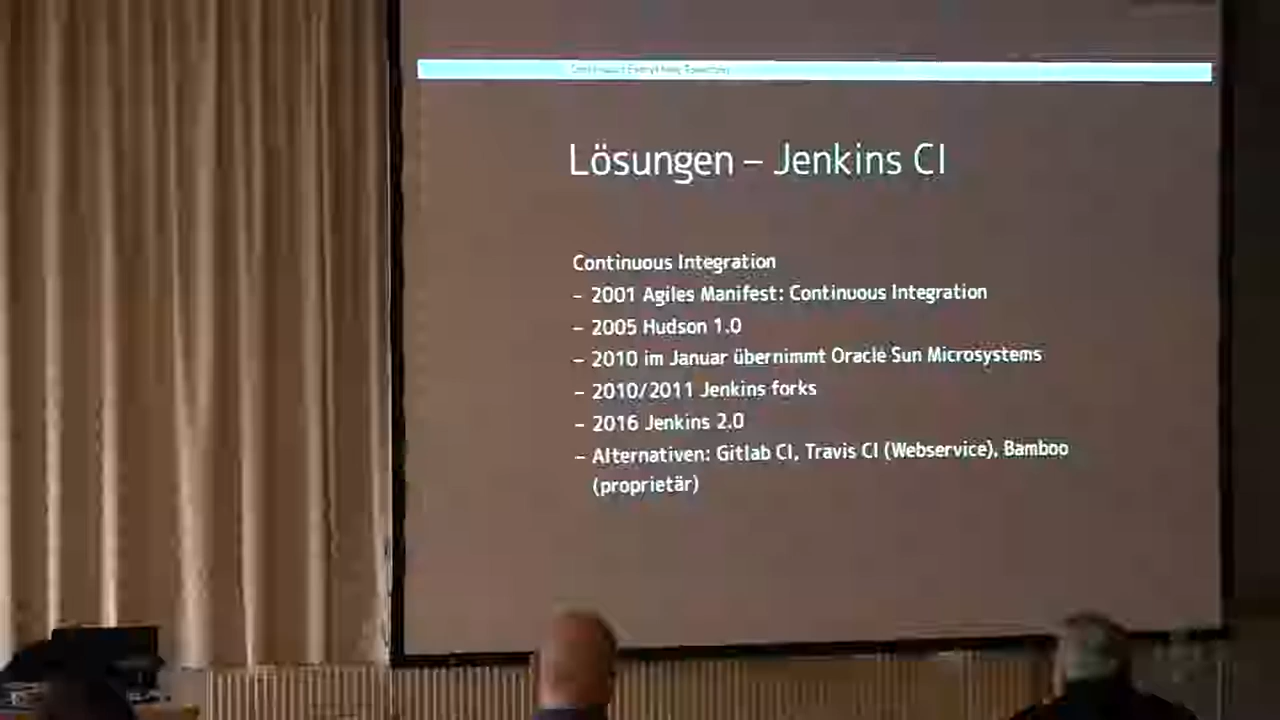 Lösungen – Jenkins CI
Continuous Integration
– 2001 Agiles Manifest: Continuous Integration
– 2005 Hudson 1.0
– 2010 im Januar übernimmt Oracle Sun Microsystems
– 2010/2011 Jenkins forks
– 2016 Jenkins 2.0
– Alternativen: Gitlab CI, Travis CI (Webservice), Bamboo
(proprietär)